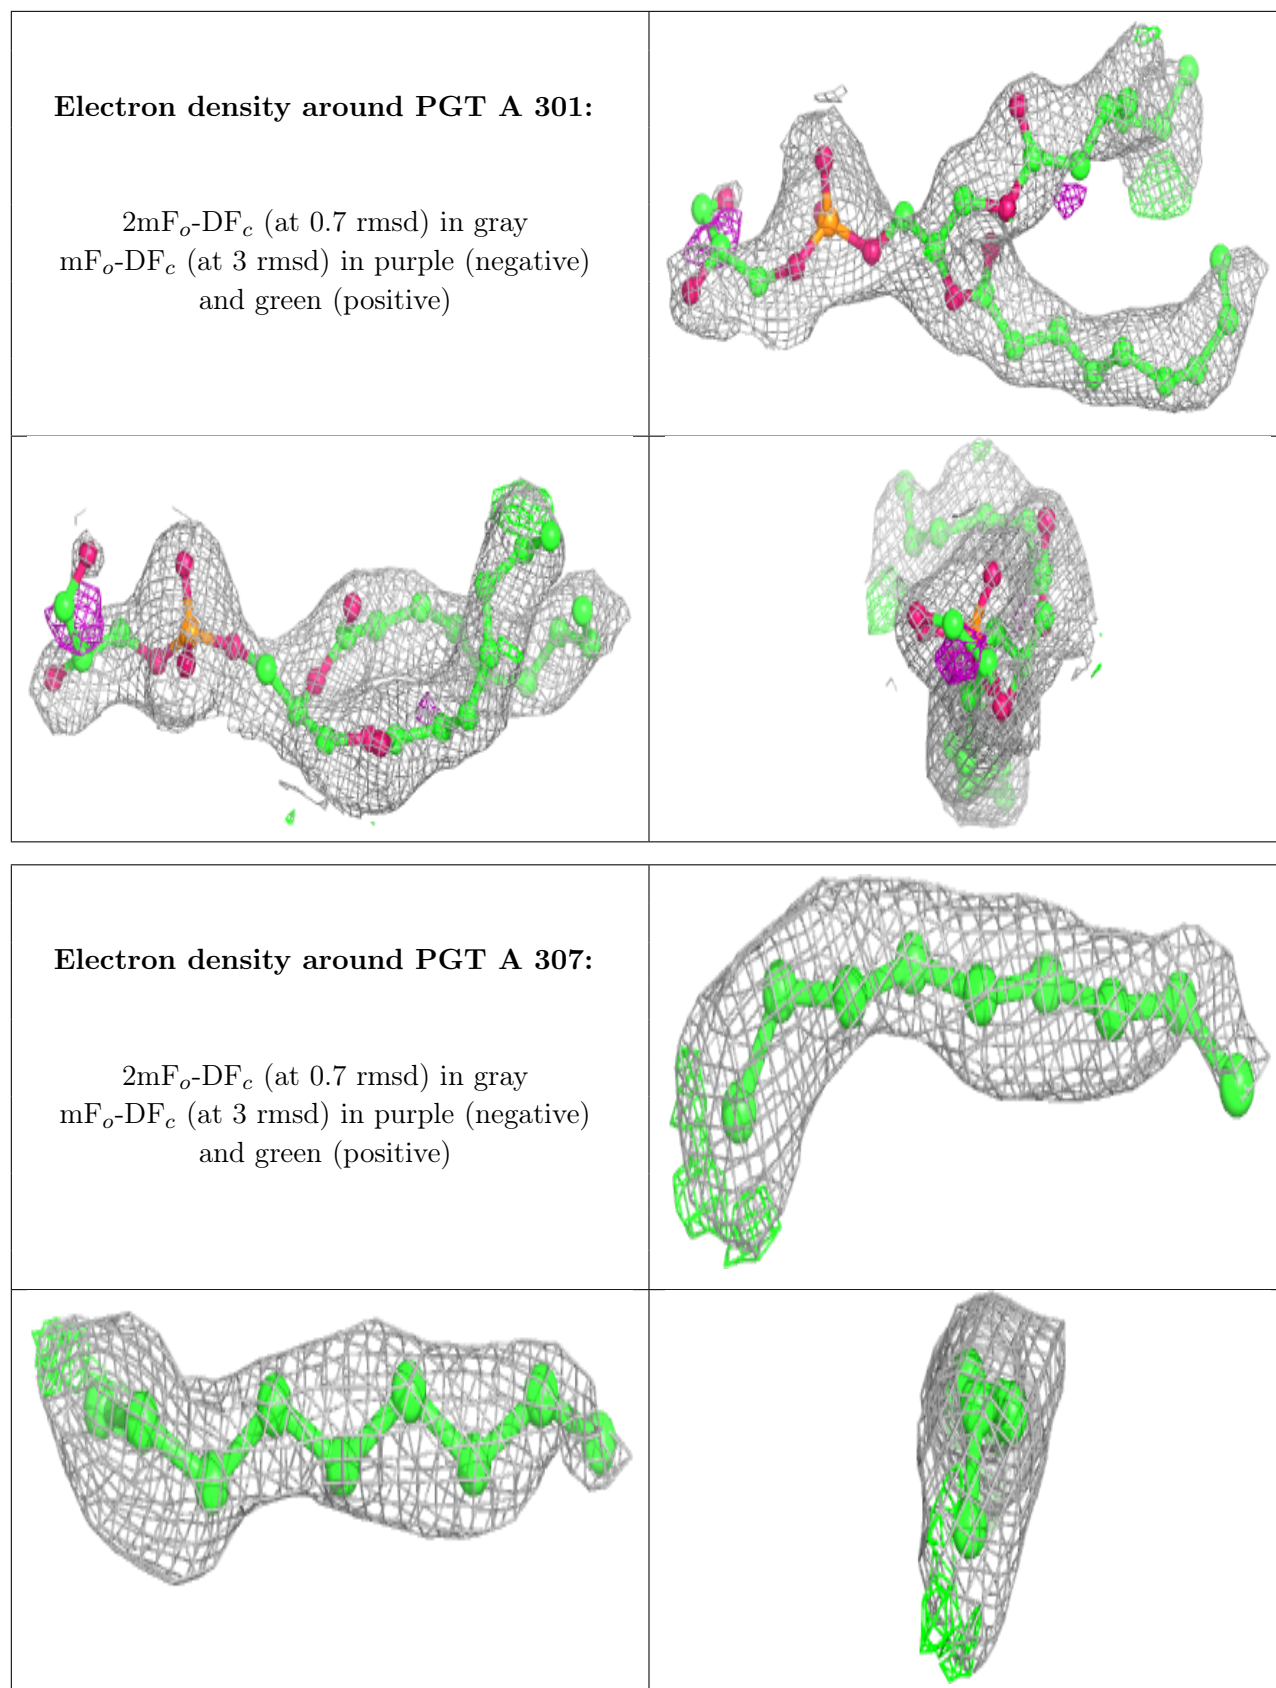 Electron density around PGT A 301:
2mFo-DFc (at 0.7 rmsd) in gray
mFo-DFc (at 3 rmsd) in purple (negative)
and green (positive)
Electron density around PGT A 307:
2mFo-DFc (at 0.7 rmsd) in gray
mFo-DFc (at 3 rmsd) in purple (negative)
and green (positive)